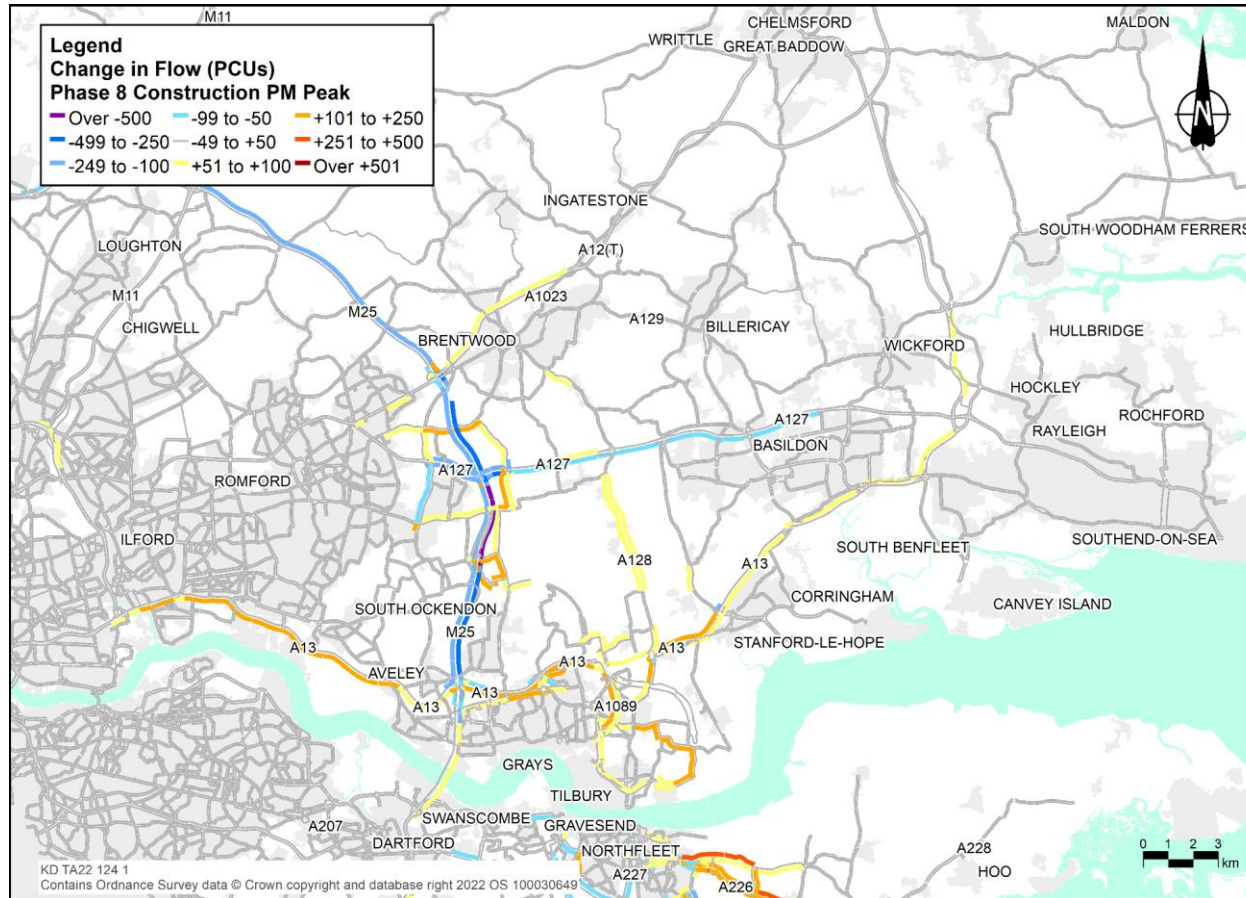 M11
CHELMSFORD
MALDON
WRITTLE
GREAT BADDOW
Legend
Change in Flow (PCUs)
Phase 8 Construction PM Peak
Over -500 -99 to -50 +101 to +250
-499 to -250 -49 to +50 +251 to +500
-249 to -100 +51 to +100 Over +501
N
INGATESTONE
LOUGHTON
A12(T)
SOUTH WOODHAM FERRERS
M11
M25
A1023
CHIGWELL
A129
BILLERICAY
HULLBRIDGE
BRENTWOOD
WICKFORD
HOCKLEY
ROCHFORD
A127
RAYLEIGH
BASILDON
A127
A127
ROMFORD
ILFORD
SOUTH BENFLEET
SOUTHEND-ON-SEA
A128
A13
CORRINGHAM
CANVEY ISLAND
SOUTH OCKENDON
M25
STANFORD-LE-HOPE
A13
A13
A13
AVELEY
A13
A13
A1089
GRAYS
TILBURY
SWANSCOMBE
A207
GRAVESEND
DARTFORD
NORTHFLEET
A228
HOO
A227
A226
0 1 2 3
km
KD TA22 124 1
Contains Ordnance Survey data © Crown copyright and database right 2022 OS 100030649